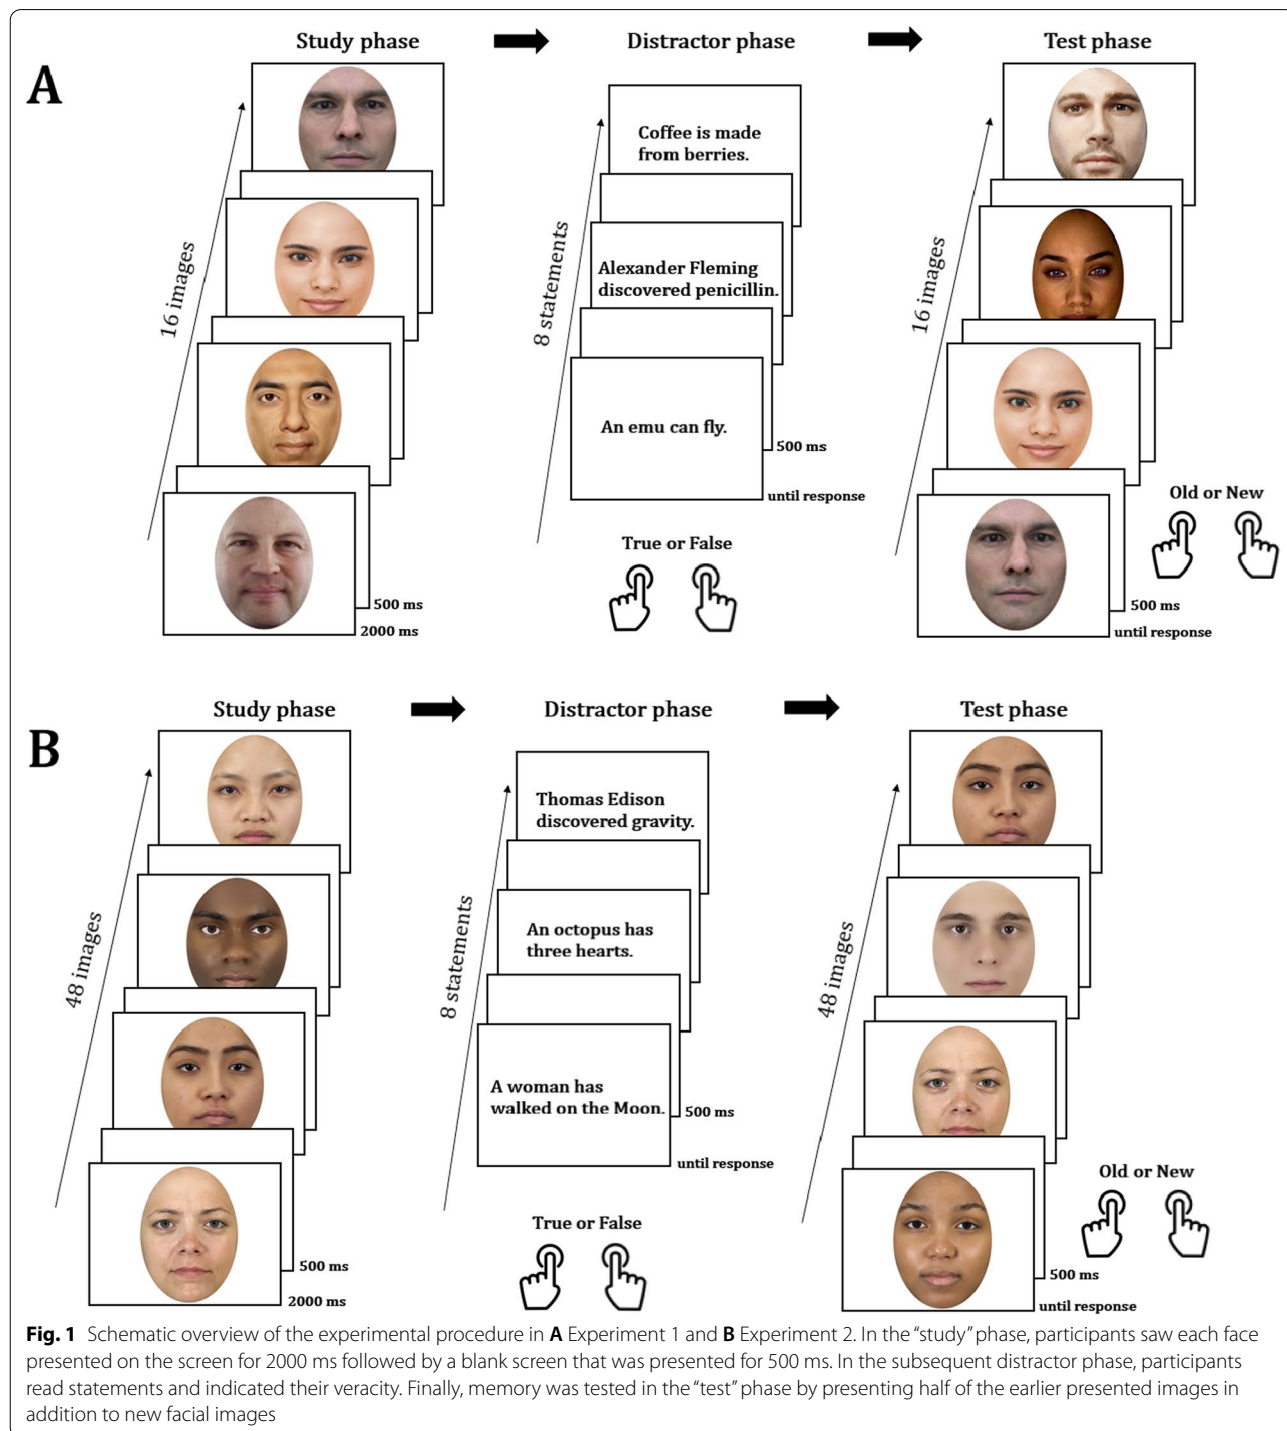 A
Study phase
Distractor phase
Test phase
16 images
500 ms
2000 ms
8 statements
Coffee is made
from berries.
Alexander Fleming
discovered penicillin.
An emu can fly.
500 ms
until response
True or False
16 images
Old or New
500 ms
until response
B
Study phase
Distractor phase
Test phase
48 images
500 ms
2000 ms
8 statements
Thomas Edison
discovered gravity.
An octopus has
three hearts.
A woman has
walked on the Moon.
500 ms
until response
True or False
48 images
Old or New
500 ms
until response
Fig. 1 Schematic overview of the experimental procedure in A Experiment 1 and B Experiment 2. In the “study” phase, participants saw each face
presented on the screen for 2000 ms followed by a blank screen that was presented for 500 ms. In the subsequent distractor phase, participants
read statements and indicated their veracity. Finally, memory was tested in the “test” phase by presenting half of the earlier presented images in
addition to new facial images